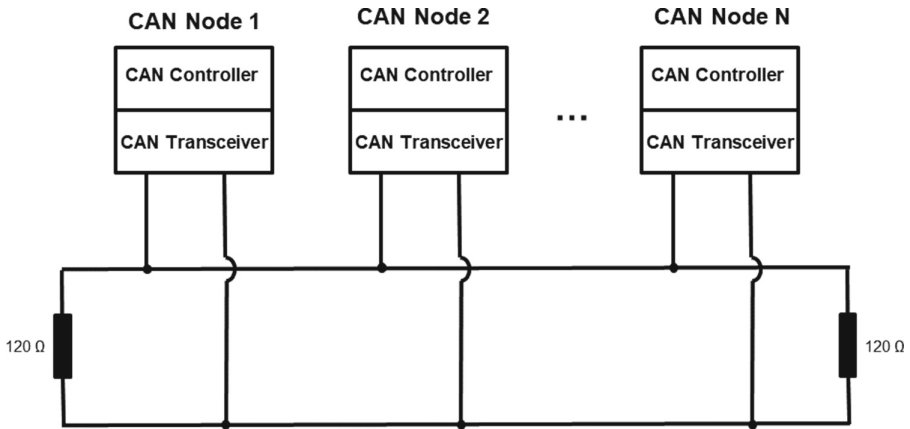 CAN Node 1
CAN Node 2
CAN Node N
CAN Controller
CAN Controller
CAN Controller
...
CAN Transceiver
CAN Transceiver
CAN Transceiver
120 Ω
120 Ω